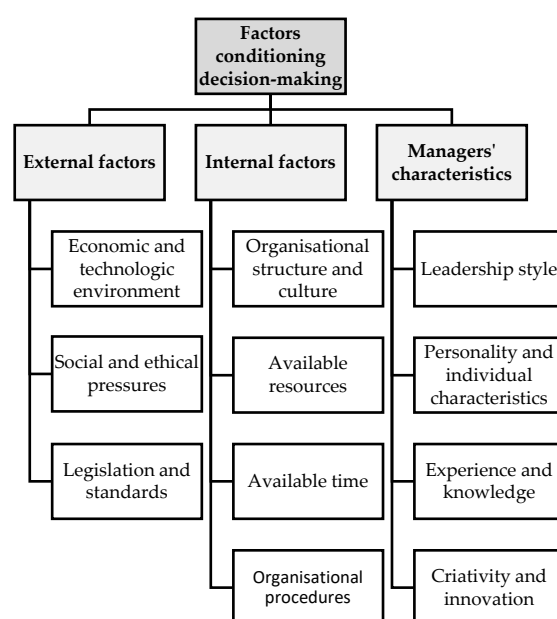 Factors
conditioning
decision-making
External factors
Internal factors
Managers'
characteristics
Economic and
technologic
environment
Social and ethical
pressures
Legislation and
standards
Organisational
structure and
culture
Available
resources
Available time
Organisational
procedures
Leadership style
Personality and
individual
characteristics
Experience and
knowledge
Criativity and
innovation